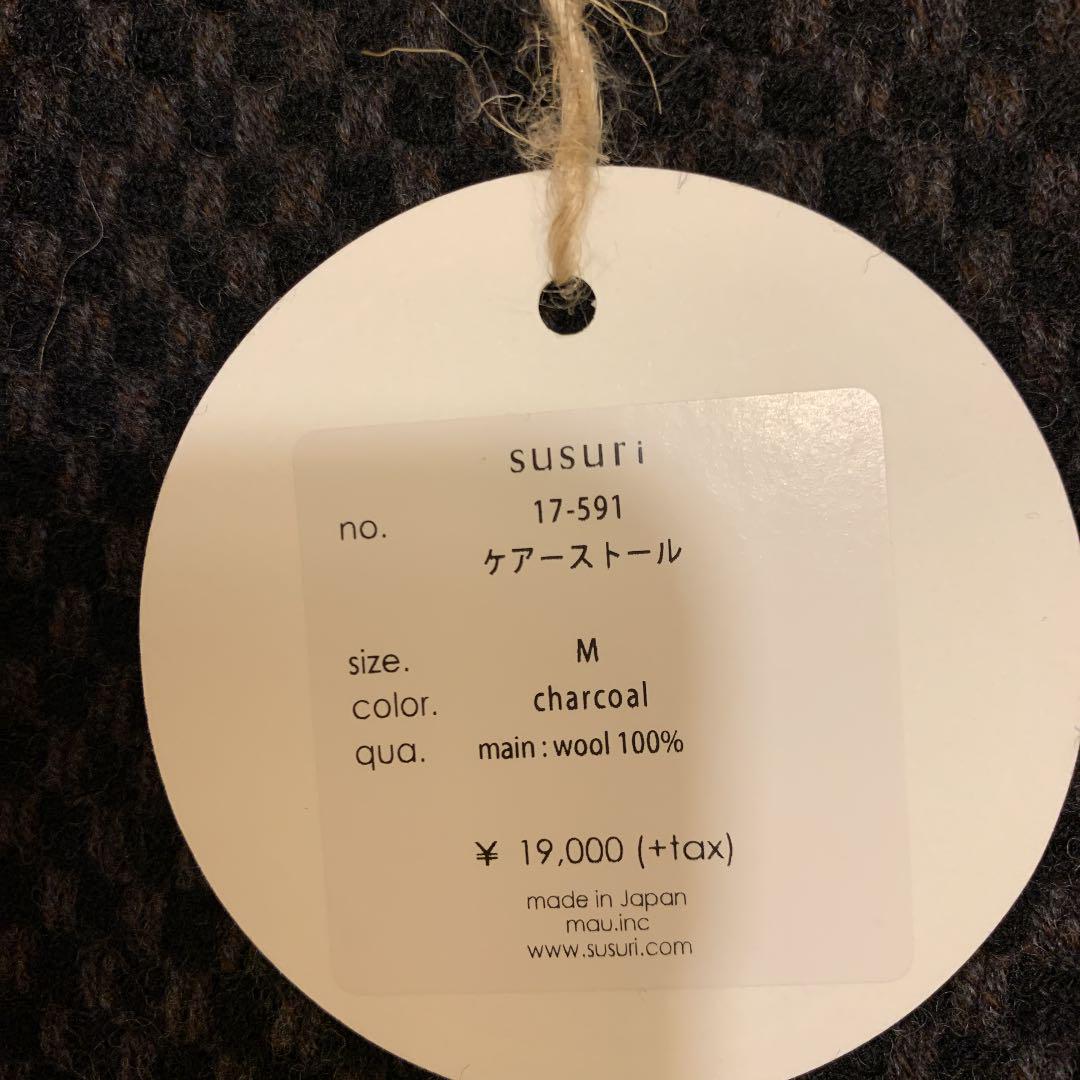 susuri
no. 17-591
ケアーストール
size. M
color. charcoal
qua. main : wool 100%
¥ 19,000 (+tax)
made in Japan
mau.inc
www.susuri.com